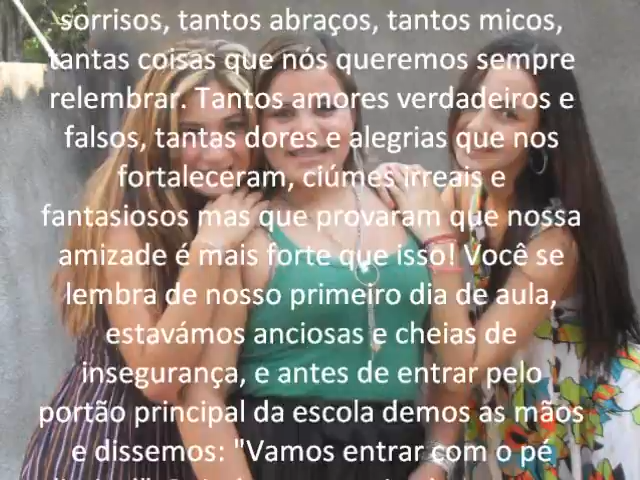 sorrisos, tantos abraços, tantos micos,
tantas coisas que nós queremos sempre
relembrar. Tantos amores verdadeiros e
falsos, tantas dores e alegrias que nos
fortaleceram, ciúmes irreais e
fantasiosos mas que provaram que nossa
amizade é mais forte que isso! Você se
lembra de nosso primeiro dia de aula,
estavámos anciosas e cheias de
insegurança, e antes de entrar pelo
portão principal da escola demos as mãos
e dissemos: "Vamos entrar com o pé